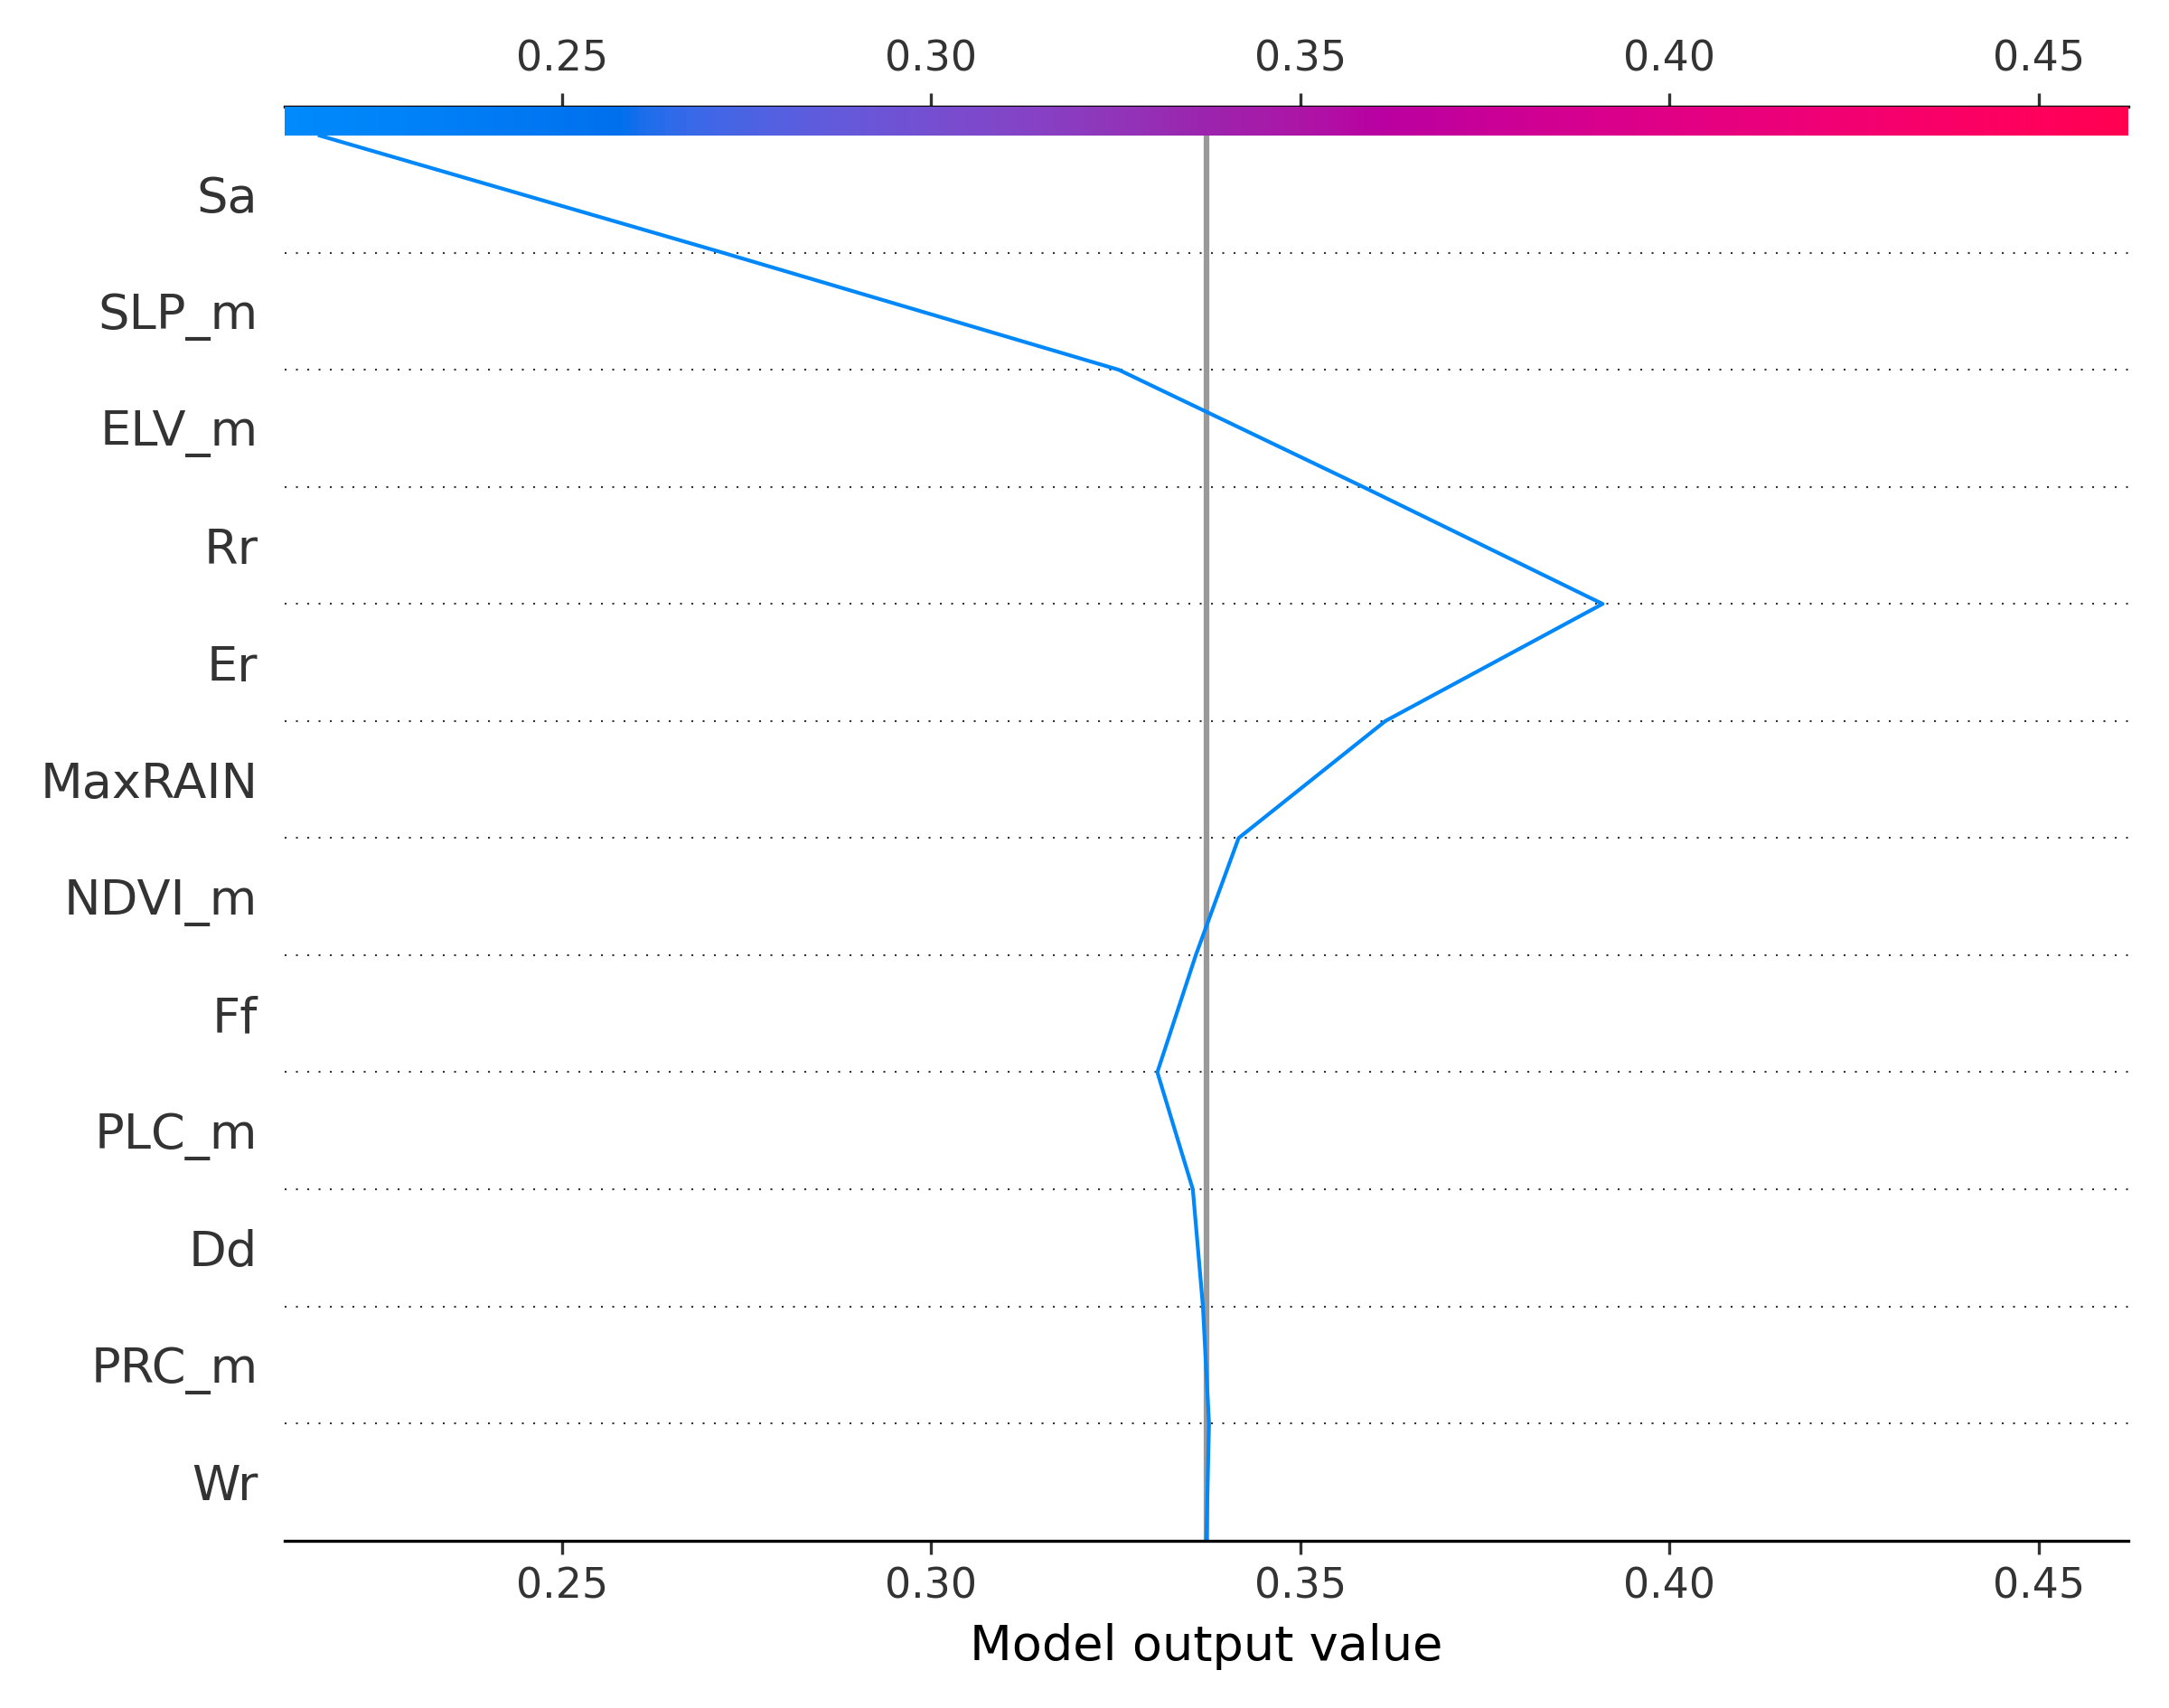 0.25 0.30 0.35 0.40 0.45
Sa
SLP_m
ELV_m
Rr
Er
MaxRAIN
NDVI_m
Ff
PLC_m
Dd
PRC_m
Wr
0.25 0.30 0.35 0.40 0.45
Model output value